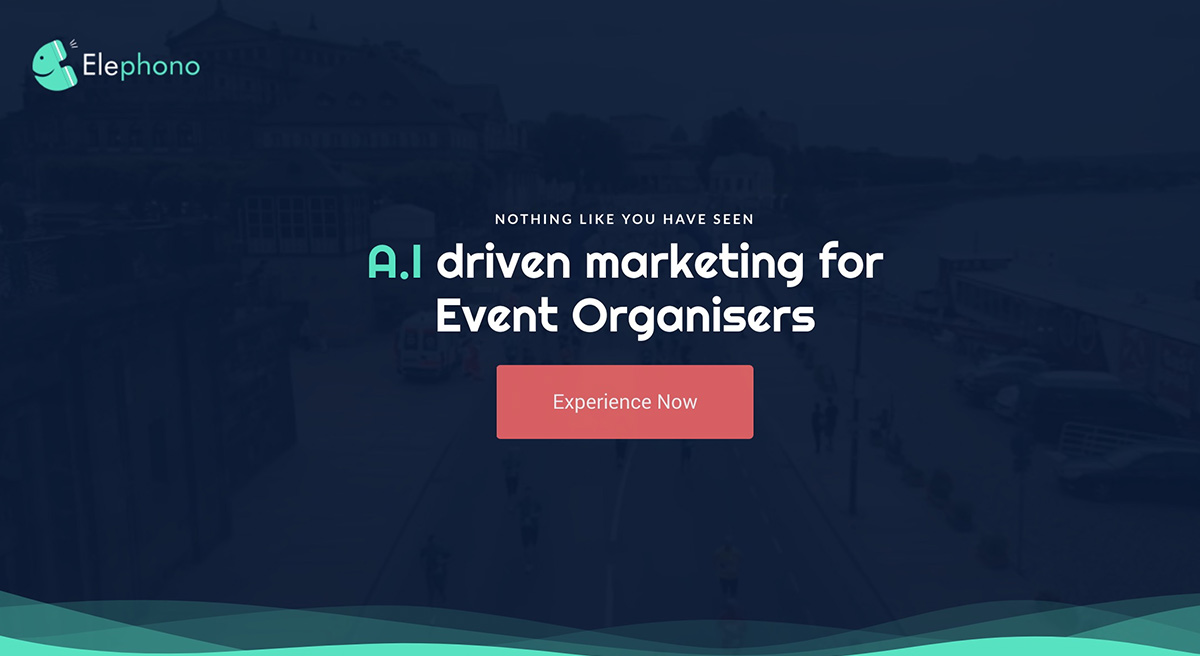 Elephono
NOTHING LIKE YOU HAVE SEEN
A.I driven marketing for
Event Organisers
Experience Now